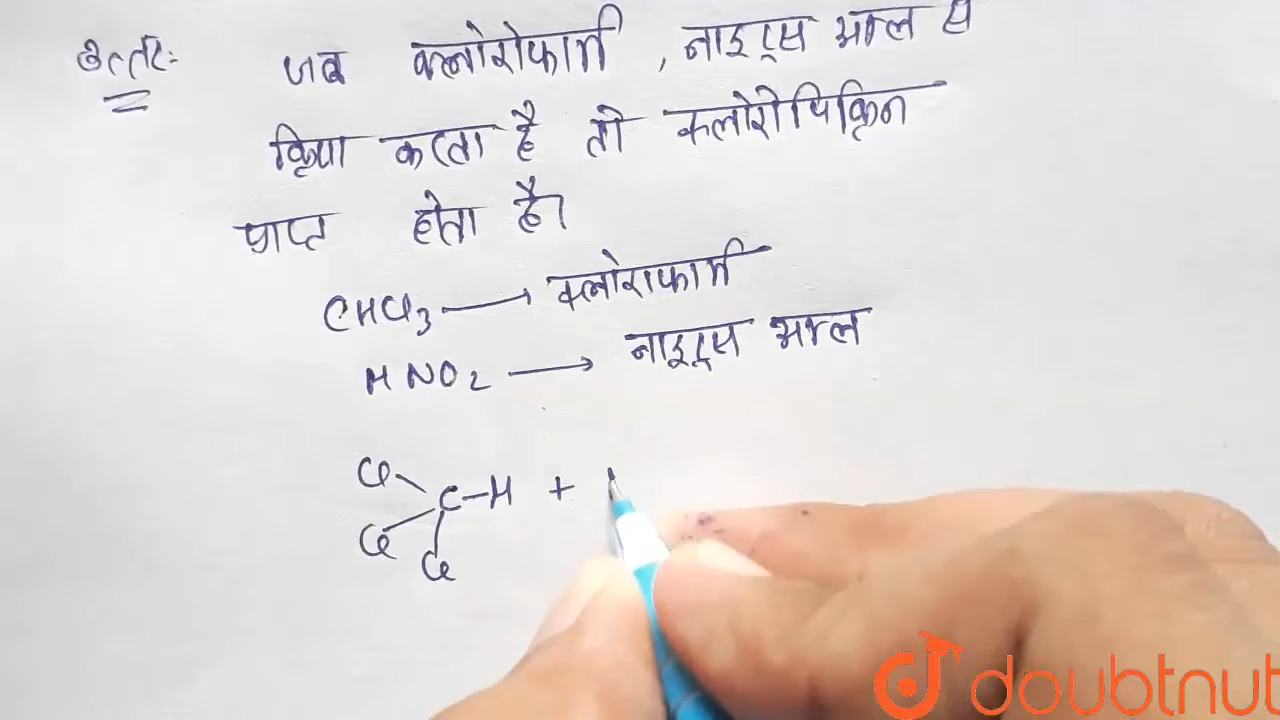 उत्तर:-
जब क्लोरोफार्म , नाइट्रस अम्ल से
क्रिया करता है तो क्लोरोपिक्रिन
प्राप्त होता है।
CHCl3 → क्लोरोफार्म
HNO2 → नाइट्रस अम्ल
Cl
C-H +
Cl
Cl
doubtnut